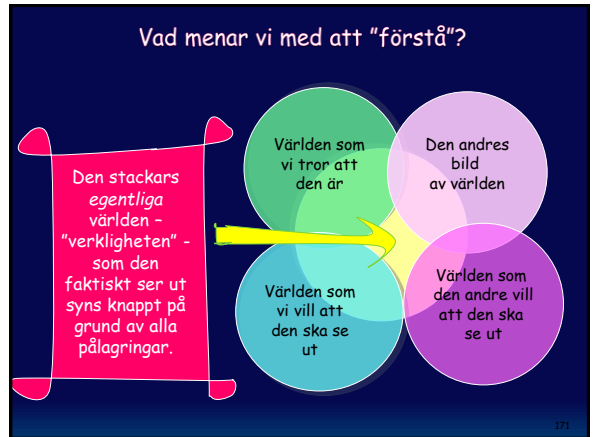 Vad menar vi med att ”förstå”?
Den stackars
egentliga
världen –
”verkligheten” -
som den
faktiskt ser ut
syns knappt på
grund av alla
pålagringar.
Världen som
vi tror att
den är
Den andres
bild
av världen
Världen som
vi vill att
den ska se
ut
Världen som
den andre vill
att den ska
se ut
171